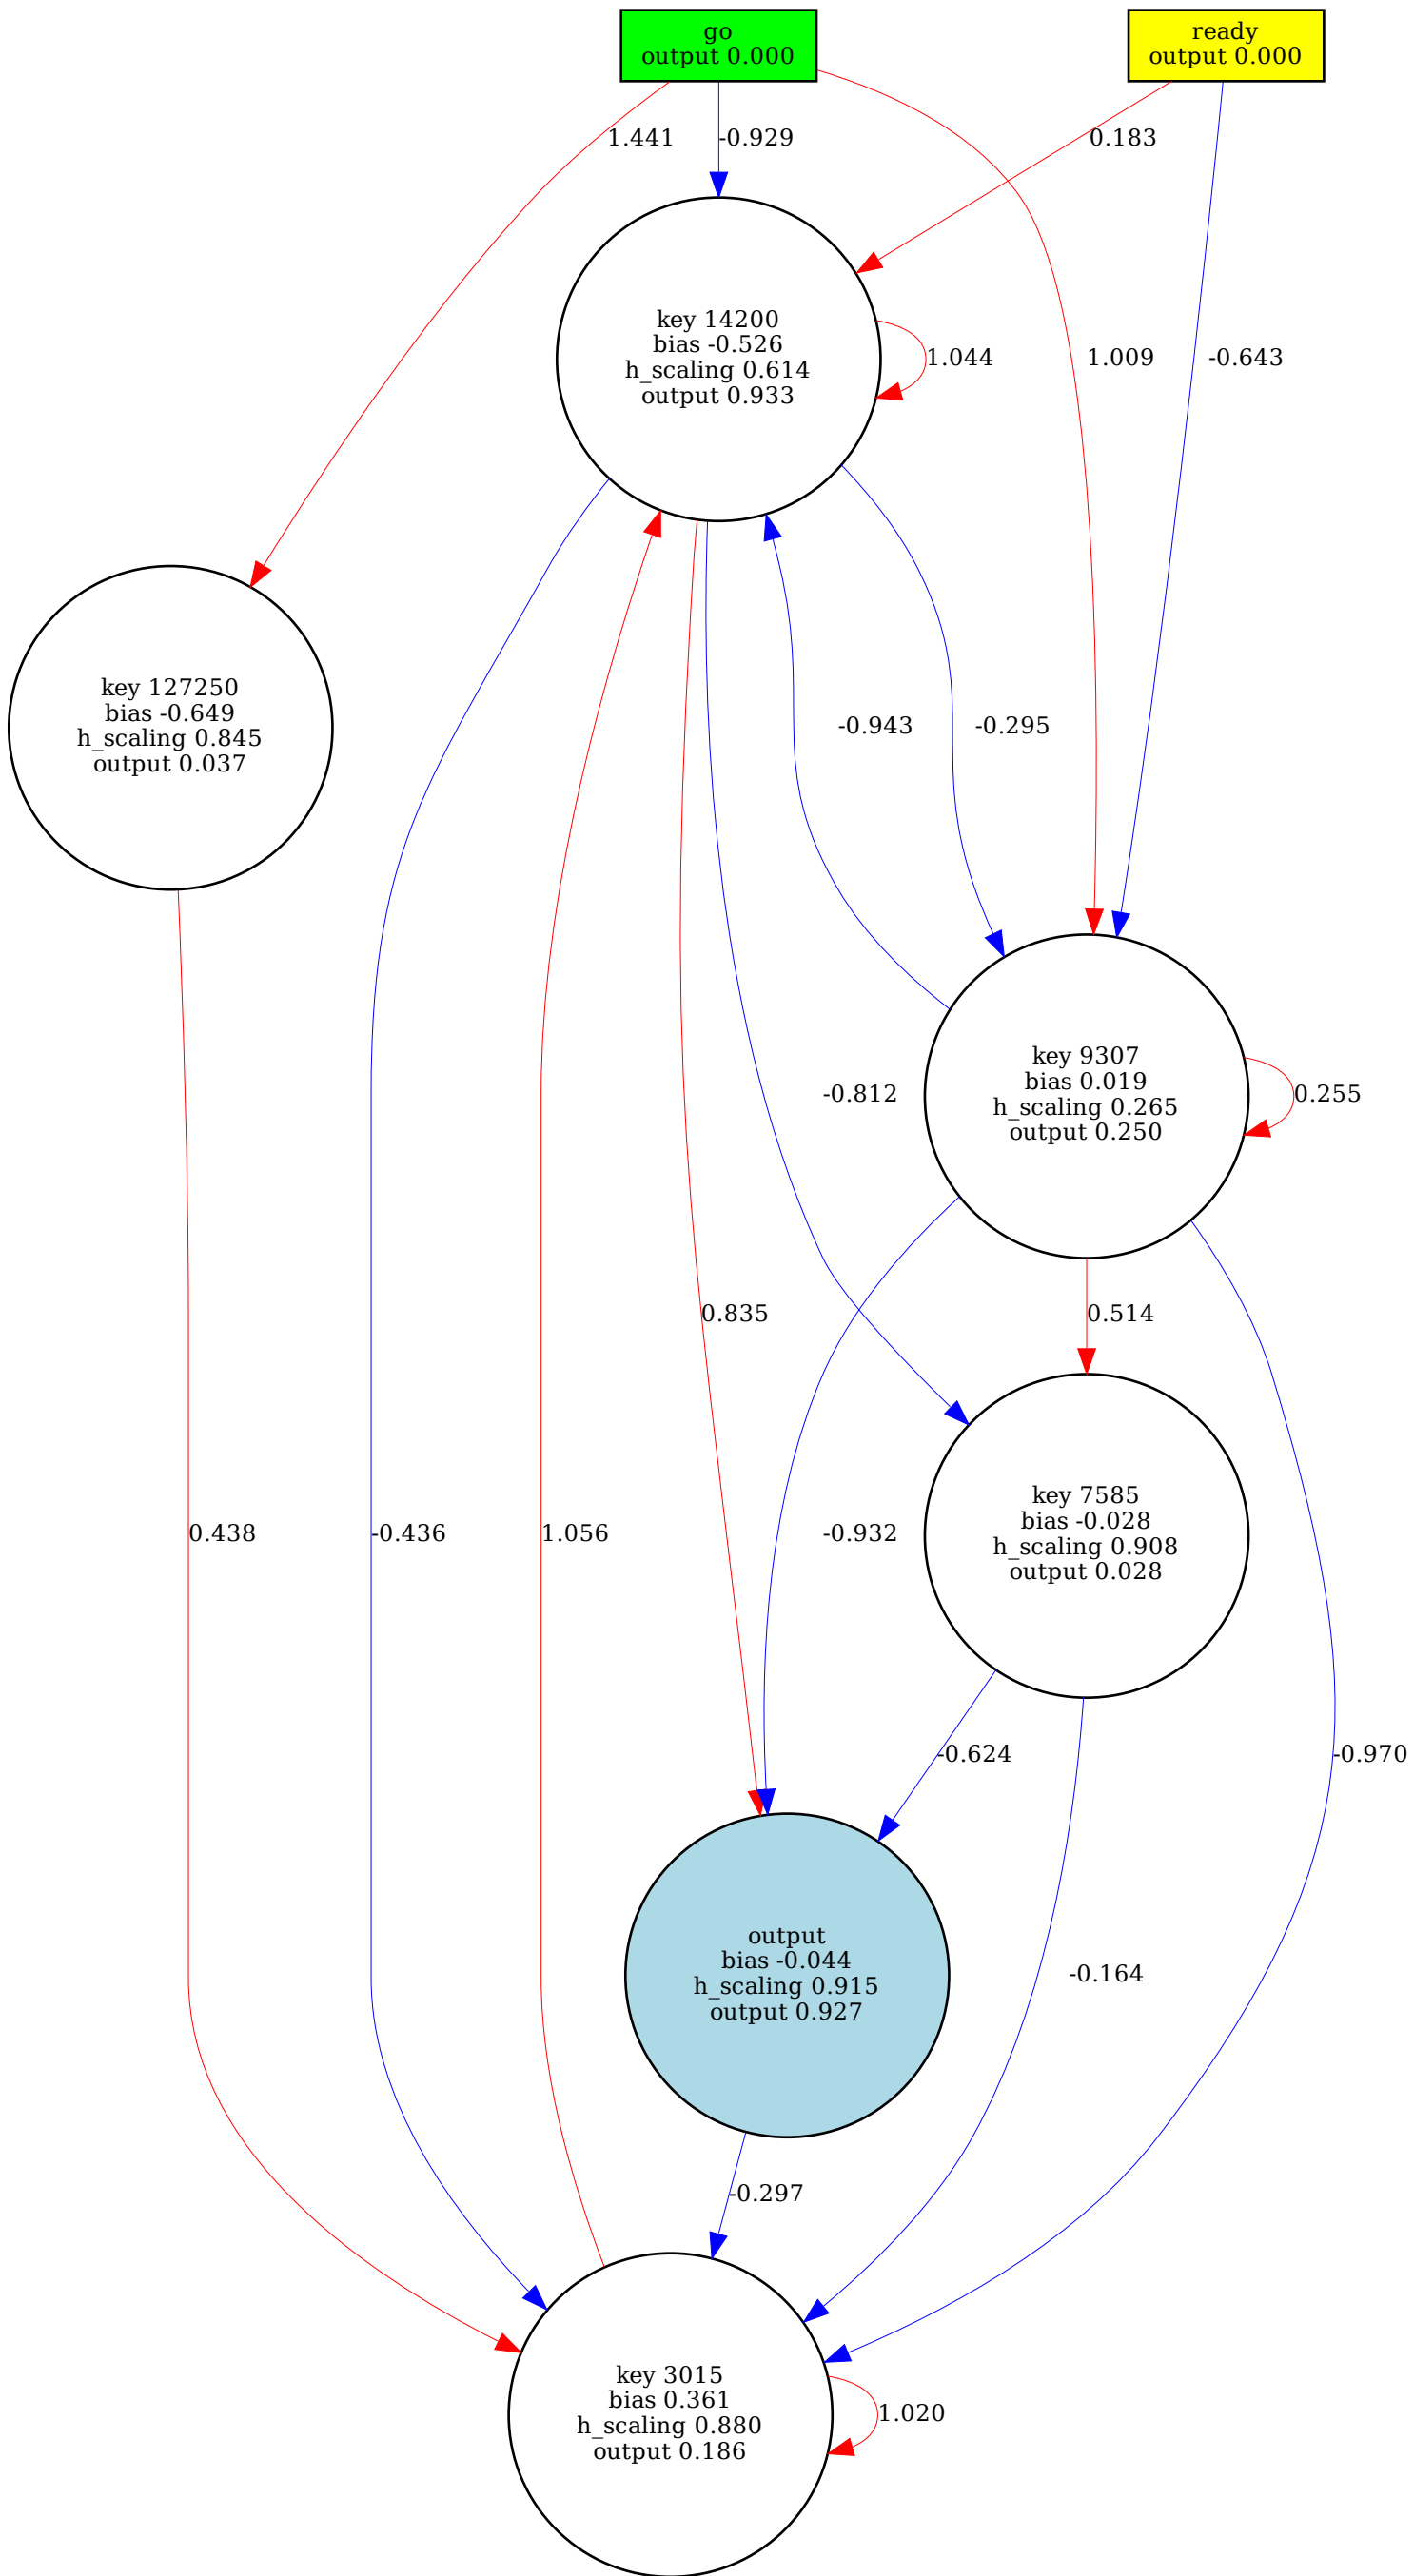 go
output 0.000
ready
output 0.000
1.441
-0.929
0.183
key 14200
bias -0.526
h_scaling 0.614
output 0.933
1.044
1.009
-0.643
key 127250
bias -0.649
h_scaling 0.845
output 0.037
-0.943
-0.295
key 9307
bias 0.019
h_scaling 0.265
output 0.250
-0.812
0.255
0.835
0.514
key 7585
bias -0.028
h_scaling 0.908
output 0.028
0.438
-0.436
1.056
-0.932
-0.624
-0.970
output
bias -0.044
h_scaling 0.915
output 0.927
-0.164
-0.297
key 3015
bias 0.361
h_scaling 0.880
output 0.186
1.020